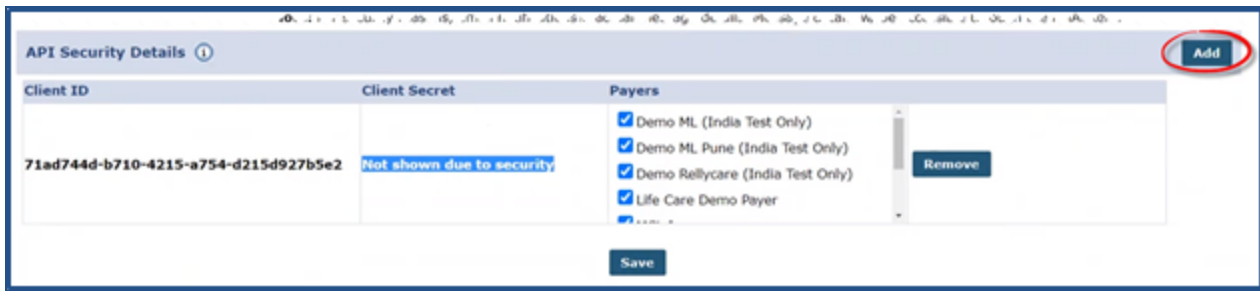 API Security Details
Add
Client ID Client Secret Payers
Demo ML (India Test Only)
Demo ML Pune (India Test Only)
71ad744d-b710-4215-a754-d215d927b5e2 Not shown due to security Remove
Demo Rellycare (India Test Only)
Life Care Demo Payer
Save